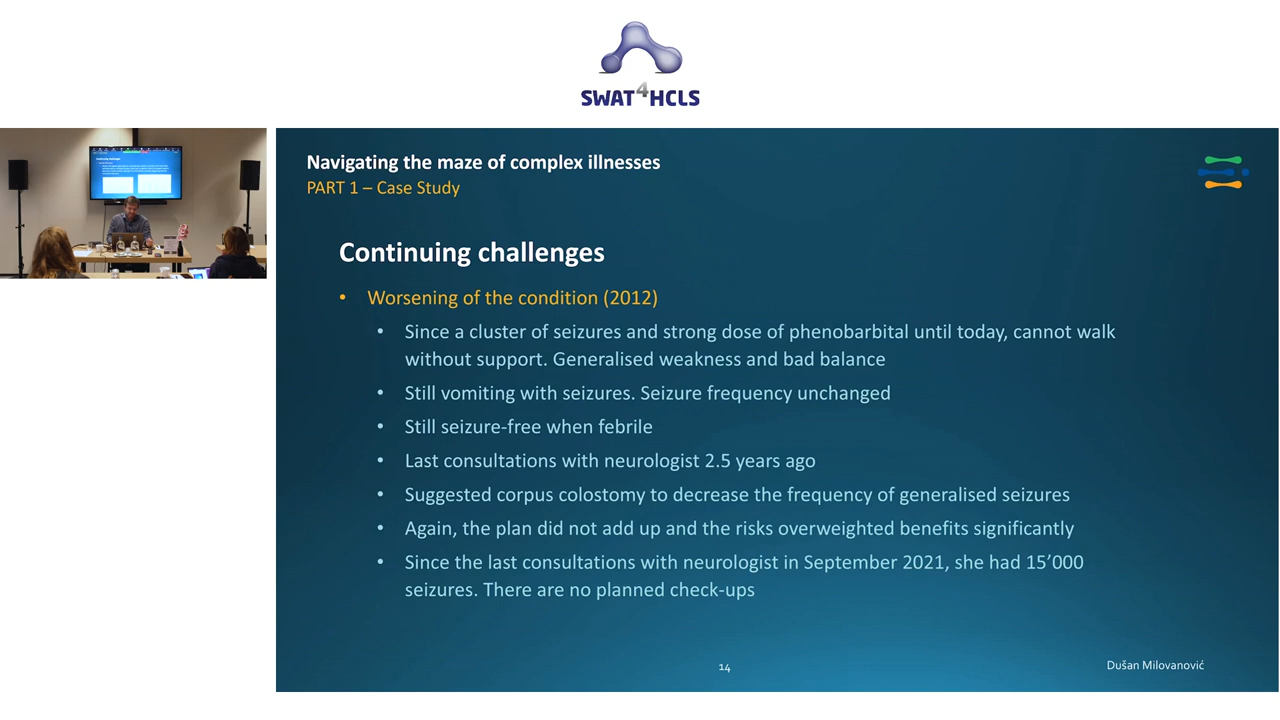 SWAT4HCLS
Navigating the maze of complex illnesses
PART 1 – Case Study
Continuing challenges
• Worsening of the condition (2012)
• Since a cluster of seizures and strong dose of phenobarbital until today, cannot walk
without support. Generalised weakness and bad balance
• Still vomiting with seizures. Seizure frequency unchanged
• Still seizure-free when febrile
• Last consultations with neurologist 2.5 years ago
• Suggested corpus colostomy to decrease the frequency of generalised seizures
• Again, the plan did not add up and the risks overweighted benefits significantly
• Since the last consultations with neurologist in September 2021, she had 15’000
seizures. There are no planned check-ups
14
Dušan Milovanović